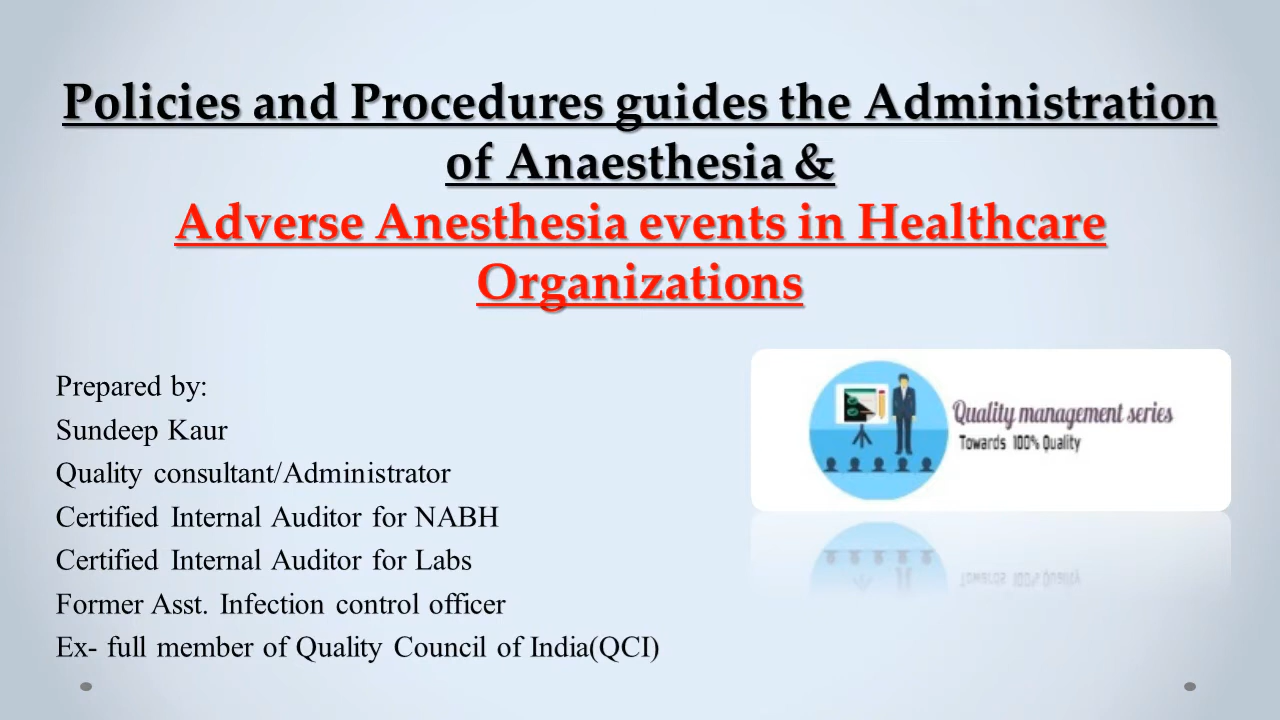 Policies and Procedures guides the Administration
of Anaesthesia &
Adverse Anesthesia events in Healthcare
Organizations
Prepared by:
Sundeep Kaur
Quality consultant/Administrator
Certified Internal Auditor for NABH
Certified Internal Auditor for Labs
Former Asst. Infection control officer
Ex- full member of Quality Council of India(QCI)
Quality management series
Towards 100% Quality